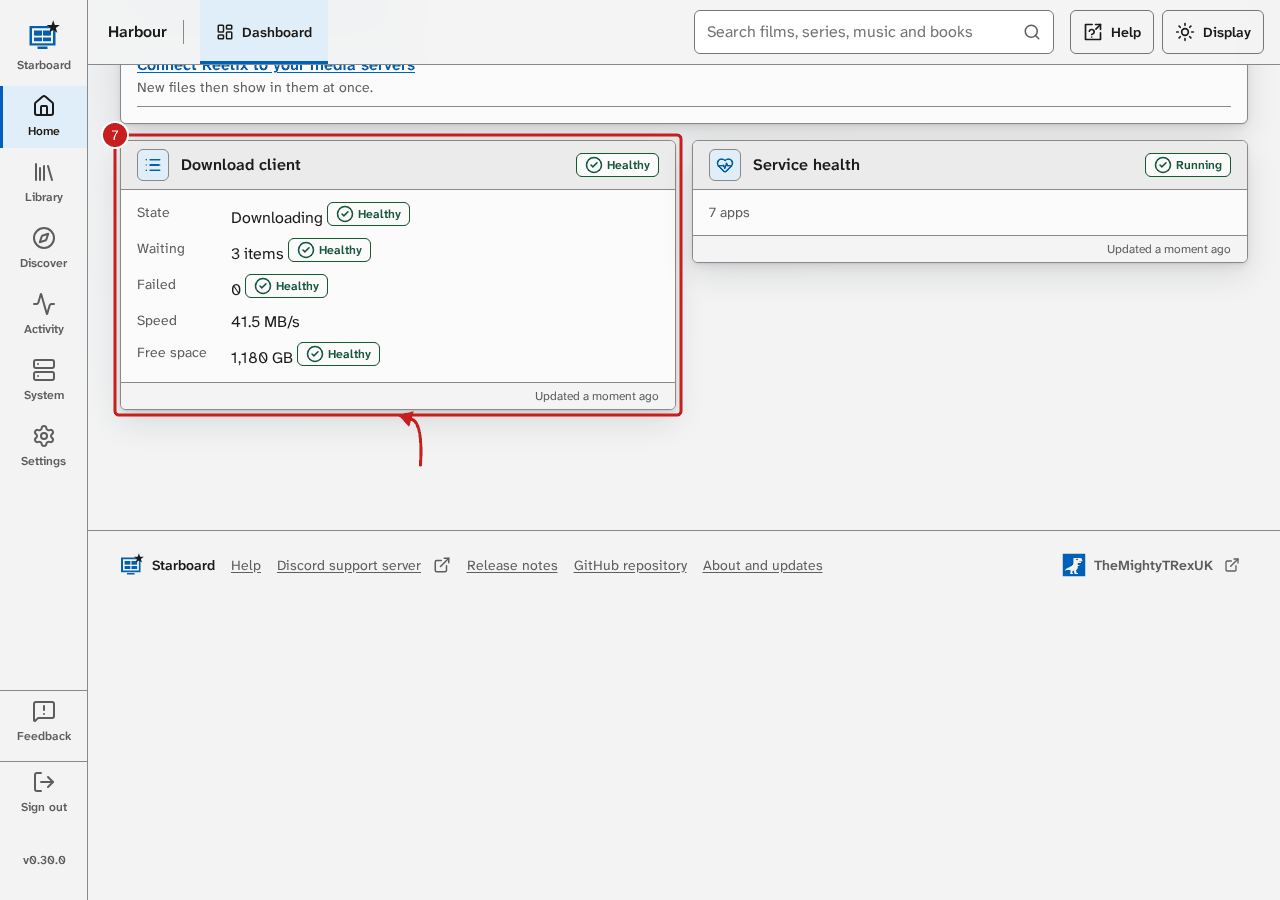 Starboard
Home
Library
Discover
Activity
System
Settings
Feedback
Sign out
v0.30.0
Harbour
Dashboard
Search films, series, music and books
Help
Display
Connect Reelix to your media servers
New files then show in them at once.
7
Download client
Healthy
State
Downloading
Healthy
Waiting
3 items
Healthy
Failed
0
Healthy
Speed
41.5 MB/s
Free space
1,180 GB
Healthy
Updated a moment ago
Service health
Running
7 apps
Updated a moment ago
Starboard
Help
Discord support server
Release notes
GitHub repository
About and updates
TheMightyTRexUK